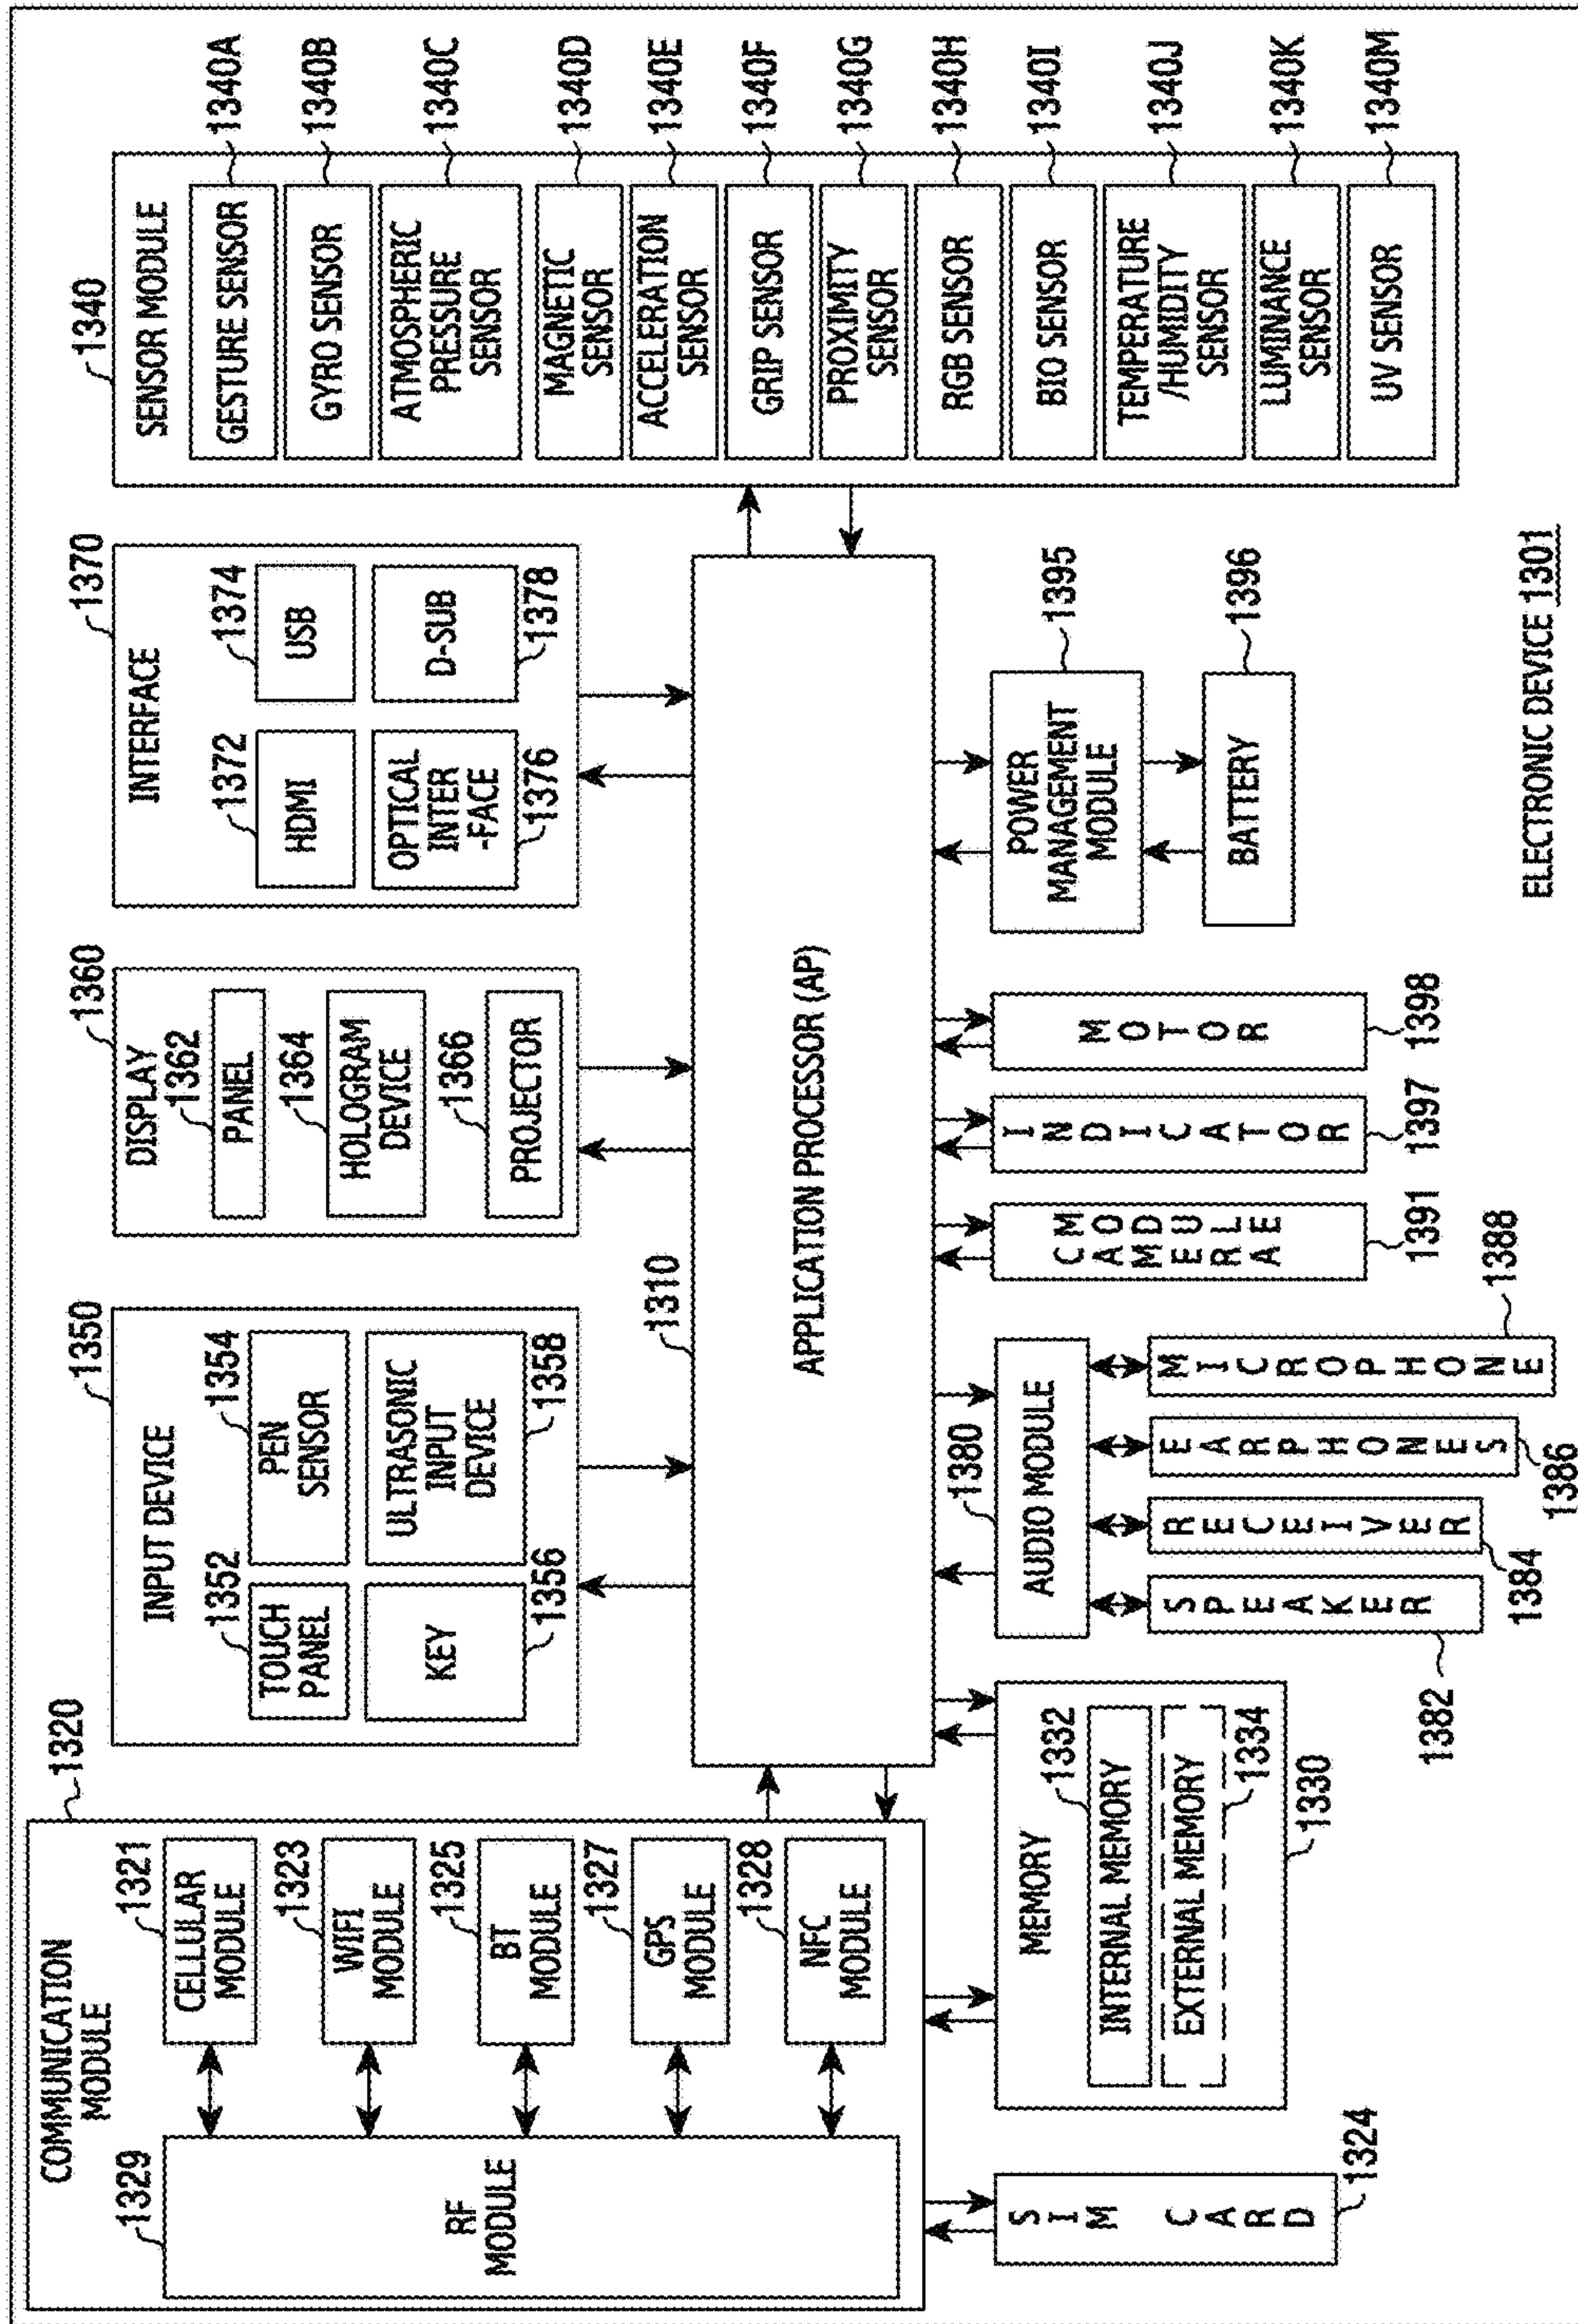 COMMUNICATION
MODULE
1320
1329
RF
MODULE
1321
CELLULAR
MODULE
1323
WIFI
MODULE
1325
BT
MODULE
1327
GPS
MODULE
1328
NFC
MODULE
1350
INPUT DEVICE
1352
TOUCH
PANEL
1354
PEN
SENSOR
KEY
1356
ULTRASONIC
INPUT
DEVICE
1358
1360
DISPLAY
1362
PANEL
1364
HOLOGRAM
DEVICE
1366
PROJECTOR
1370
INTERFACE
1372
HDMI
1374
USB
OPTICAL
INTER
-FACE
1376
D-SUB
1378
1340
SENSOR MODULE
GESTURE SENSOR
1340A
GYRO SENSOR
1340B
ATMOSPHERIC
PRESSURE
SENSOR
1340C
MAGNETIC
SENSOR
1340D
ACCELERATION
SENSOR
1340E
GRIP SENSOR
1340F
PROXIMITY
SENSOR
1340G
RGB SENSOR
1340H
BIO SENSOR
1340I
TEMPERATURE
/HUMIDITY
SENSOR
1340J
LUMINANCE
SENSOR
1340K
UV SENSOR
1340M
1310
APPLICATION PROCESSOR (AP)
SIM CARD
1324
MEMORY
1332
INTERNAL MEMORY
EXTERNAL MEMORY
1334
1330
1380
AUDIO MODULE
SPEAKER
1382
RECEIVER
1384
EARPHONES
1386
MICROPHONE
1388
CAMERA
MODULE
1391
INDICATOR
1397
MOTOR
1398
POWER
MANAGEMENT
MODULE
1395
BATTERY
1396
ELECTRONIC DEVICE 1301